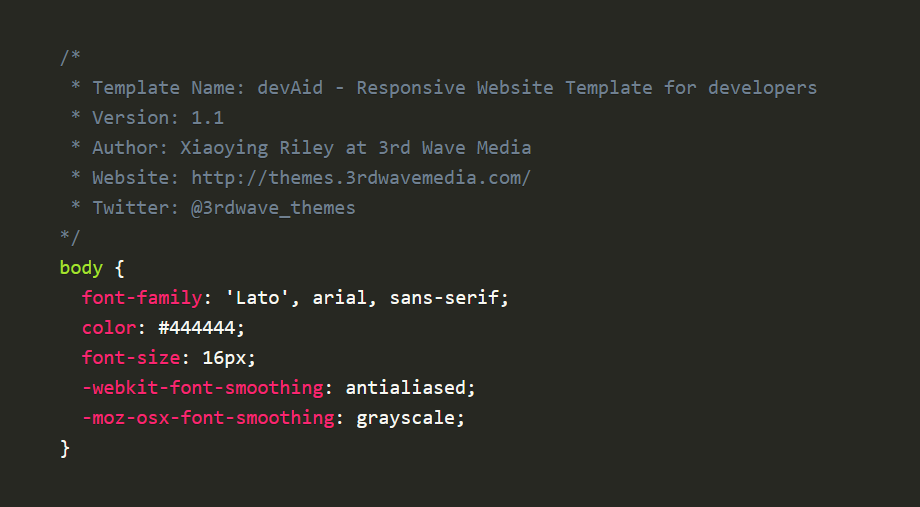 /*
 * Template Name: devAid - Responsive Website Template for developers
 * Version: 1.1
 * Author: Xiaoying Riley at 3rd Wave Media
 * Website: http://themes.3rdwavemedia.com/
 * Twitter: @3rdwave_themes
*/
body {
  font-family: 'Lato', arial, sans-serif;
  color: #444444;
  font-size: 16px;
  -webkit-font-smoothing: antialiased;
  -moz-osx-font-smoothing: grayscale;
}